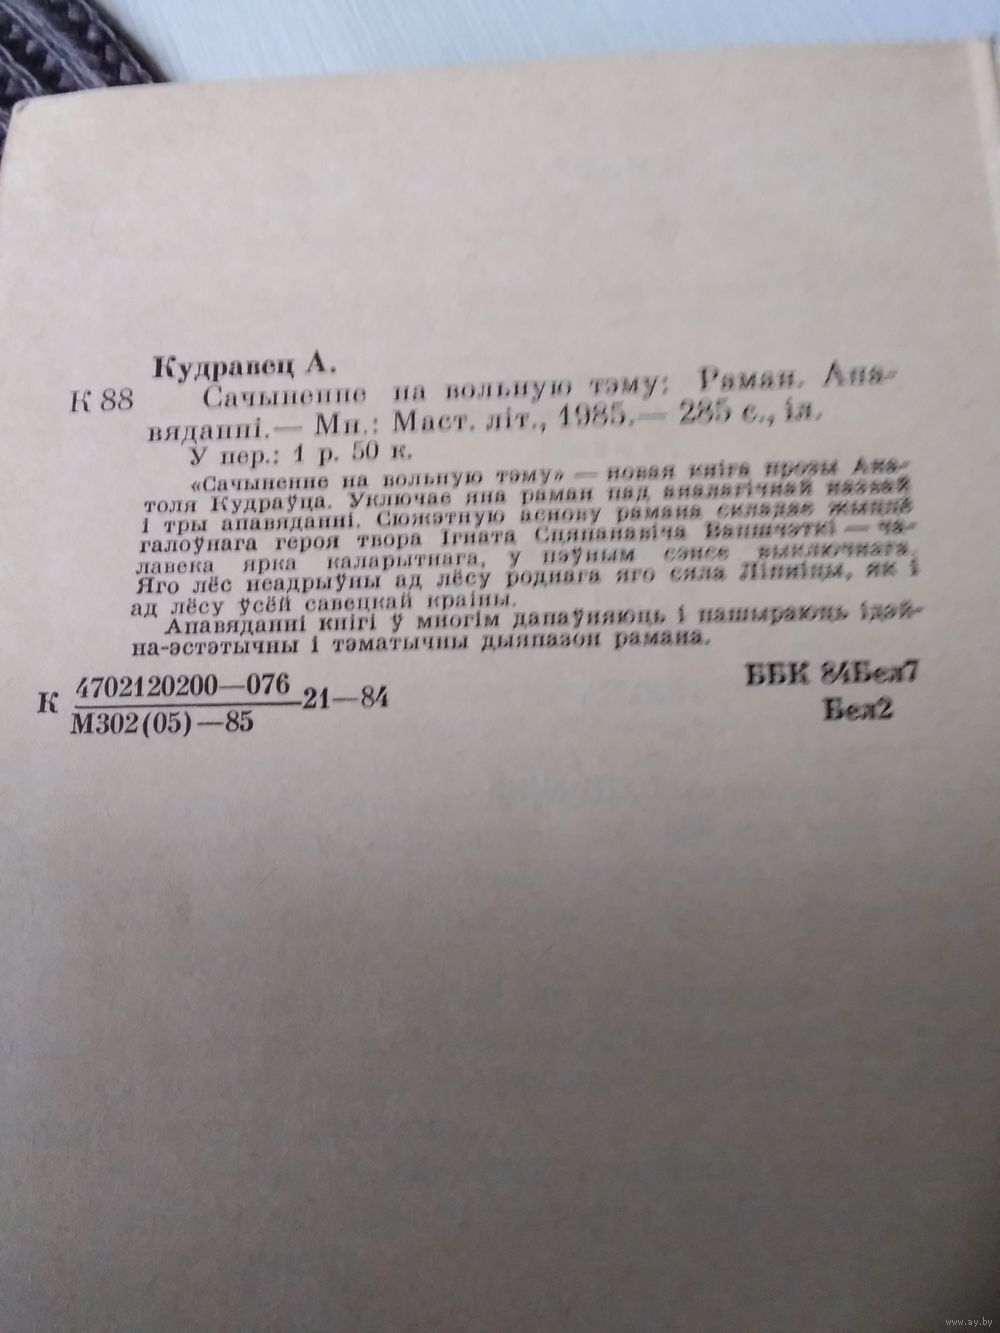 Кудравец А.
К 88 Сачыненне на вольную тэму: Раман. Апа-
вяданні.— Мн.: Маст. літ., 1985.— 285 с., іл.
У пер.: 1 р. 50 к.
«Сачыненне на вольную тэму» — новая кніга прозы Ана-
толя Кудраўца. Уключае яна раман пад аналагічнай назвай
і тры апавяданні. Сюжэтную аснову рамана складае жыццё
галоўнага героя твора Ігната Сцяпанавіча — ча-
лавека ярка каларытнага, у пэўным сэнсе выключнага.
Яго лёс неадрыўны ад лёсу роднага яго сяла Ліпніцы, як і
ад лёсу ўсёй савецкай краіны.
Апавяданні кнігі ў многім дапаўняюць і пашыраюць ідэй-
на-эстэтычны і тэматычны дыяпазон рамана.
К 4702120200—076 21—84 ББК 84Бел7
М302(05)—85 Бел2
www.ay.by